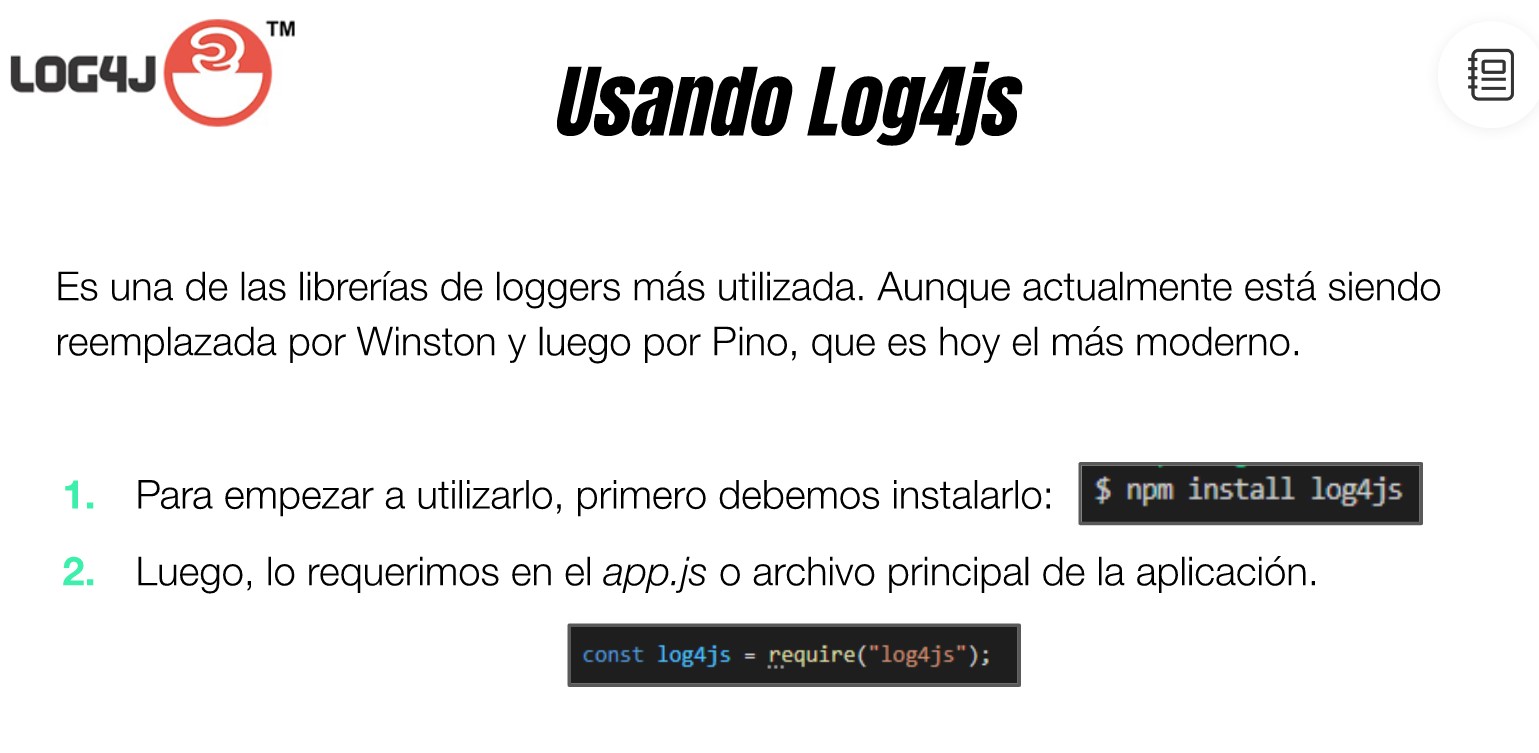 LOG4J TM
Usando Log4js
Es una de las librerías de loggers más utilizada. Aunque actualmente está siendo
reemplazada por Winston y luego por Pino, que es hoy el más moderno.
1. Para empezar a utilizarlo, primero debemos instalarlo: $ npm install log4js
2. Luego, lo requerimos en el app.js o archivo principal de la aplicación.
const log4js = require("log4js");